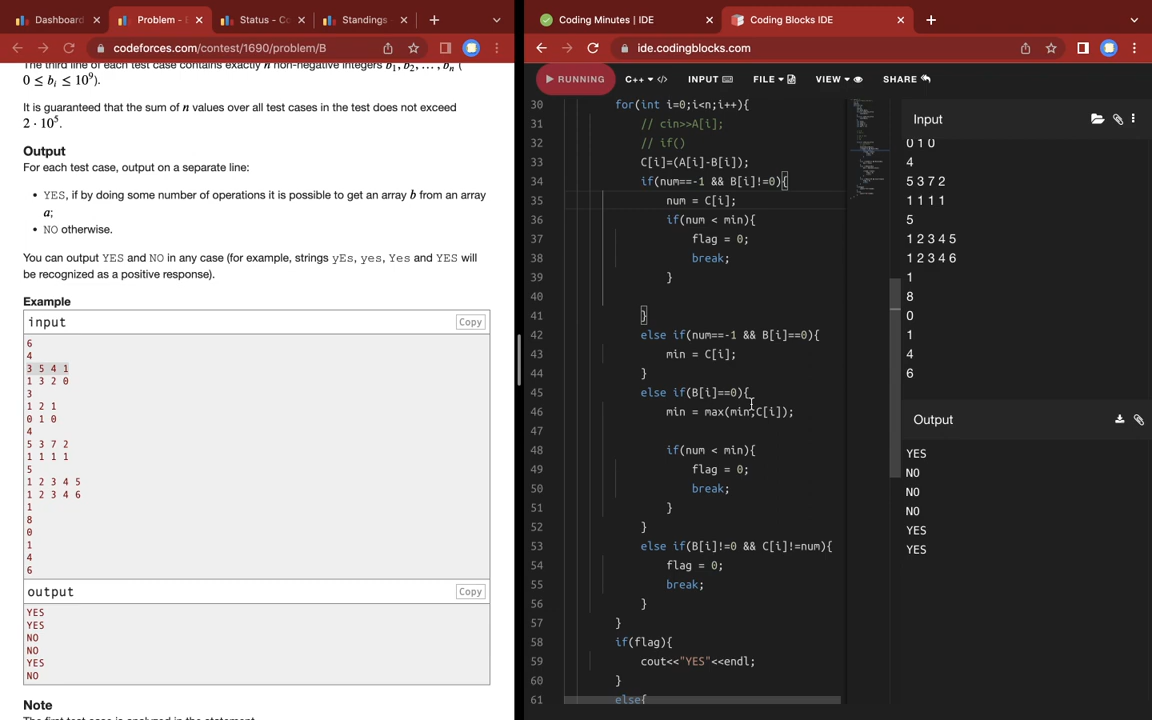 Dashboard
Problem -
Status - Co
Standings
codeforces.com/contest/1690/problem/B
The third line of each test case contains exactly n non-negative integers b1, b2, …, bn (
0 ≤ bi ≤ 10^9).
It is guaranteed that the sum of n values over all test cases in the test does not exceed
2 · 10^5.
Output
For each test case, output on a separate line:
• YES, if by doing some number of operations it is possible to get an array b from an array
a;
• NO otherwise.
You can output YES and NO in any case (for example, strings yEs, yes, Yes and YES will
be recognized as a positive response).
Example
input
Copy
6
4
3 5 4 1
1 3 2 0
3
1 2 1
0 1 0
4
5 3 7 2
1 1 1 1
5
1 2 3 4 5
1 2 3 4 6
1
8
0
1
4
6
output
Copy
YES
YES
NO
NO
YES
NO
Note
The first test case is analyzed in the statement.
Coding Minutes | IDE
Coding Blocks IDE
ide.codingblocks.com
RUNNING
C++
INPUT
FILE
VIEW
SHARE
30 for(int i=0;i<n;i++){
31 // cin>>A[i];
32 // if()
33 C[i]=(A[i]-B[i]);
34 if(num==-1 && B[i]!=0){
35 num = C[i];
36 if(num < min){
37 flag = 0;
38 break;
39 }
40
41 }
42 else if(num==-1 && B[i]==0){
43 min = C[i];
44 }
45 else if(B[i]==0){
46 min = max(min,C[i]);
47
48 if(num < min){
49 flag = 0;
50 break;
51 }
52 }
53 else if(B[i]!=0 && C[i]!=num){
54 flag = 0;
55 break;
56 }
57 }
58 if(flag){
59 cout<<"YES"<<endl;
60 }
61 else{
Input
0 1 0
4
5 3 7 2
1 1 1 1
5
1 2 3 4 5
1 2 3 4 6
1
8
0
1
4
6
Output
YES
NO
NO
NO
YES
YES